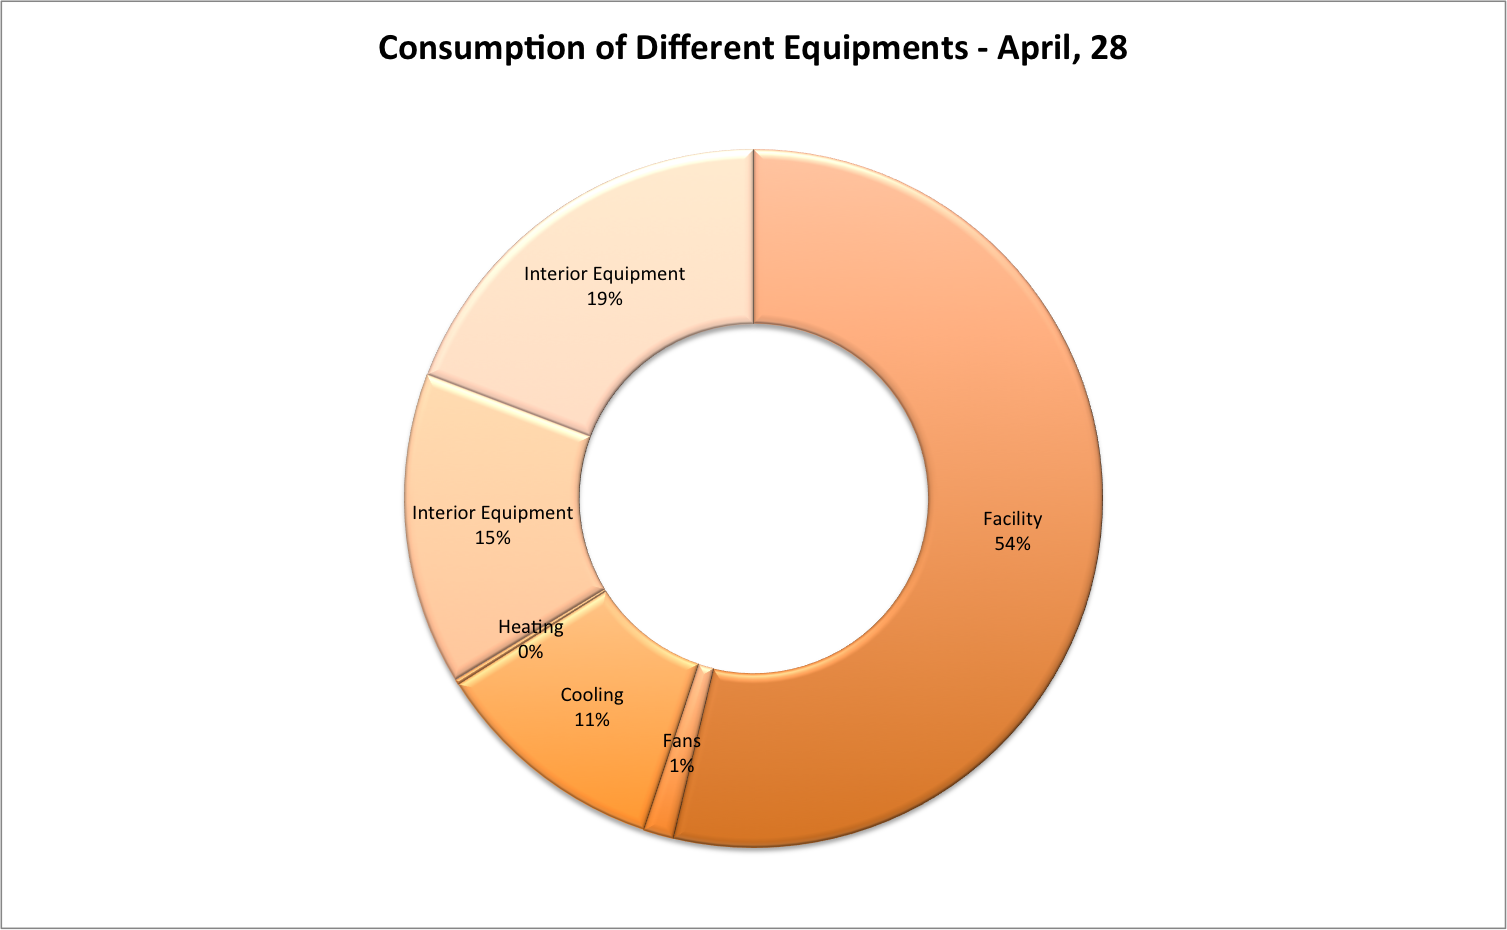 Consumption of Different Equipments - April, 28
Interior Equipment
19%
Facility
54%
Interior Equipment
15%
Heating
0%
Cooling
11%
Fans
1%